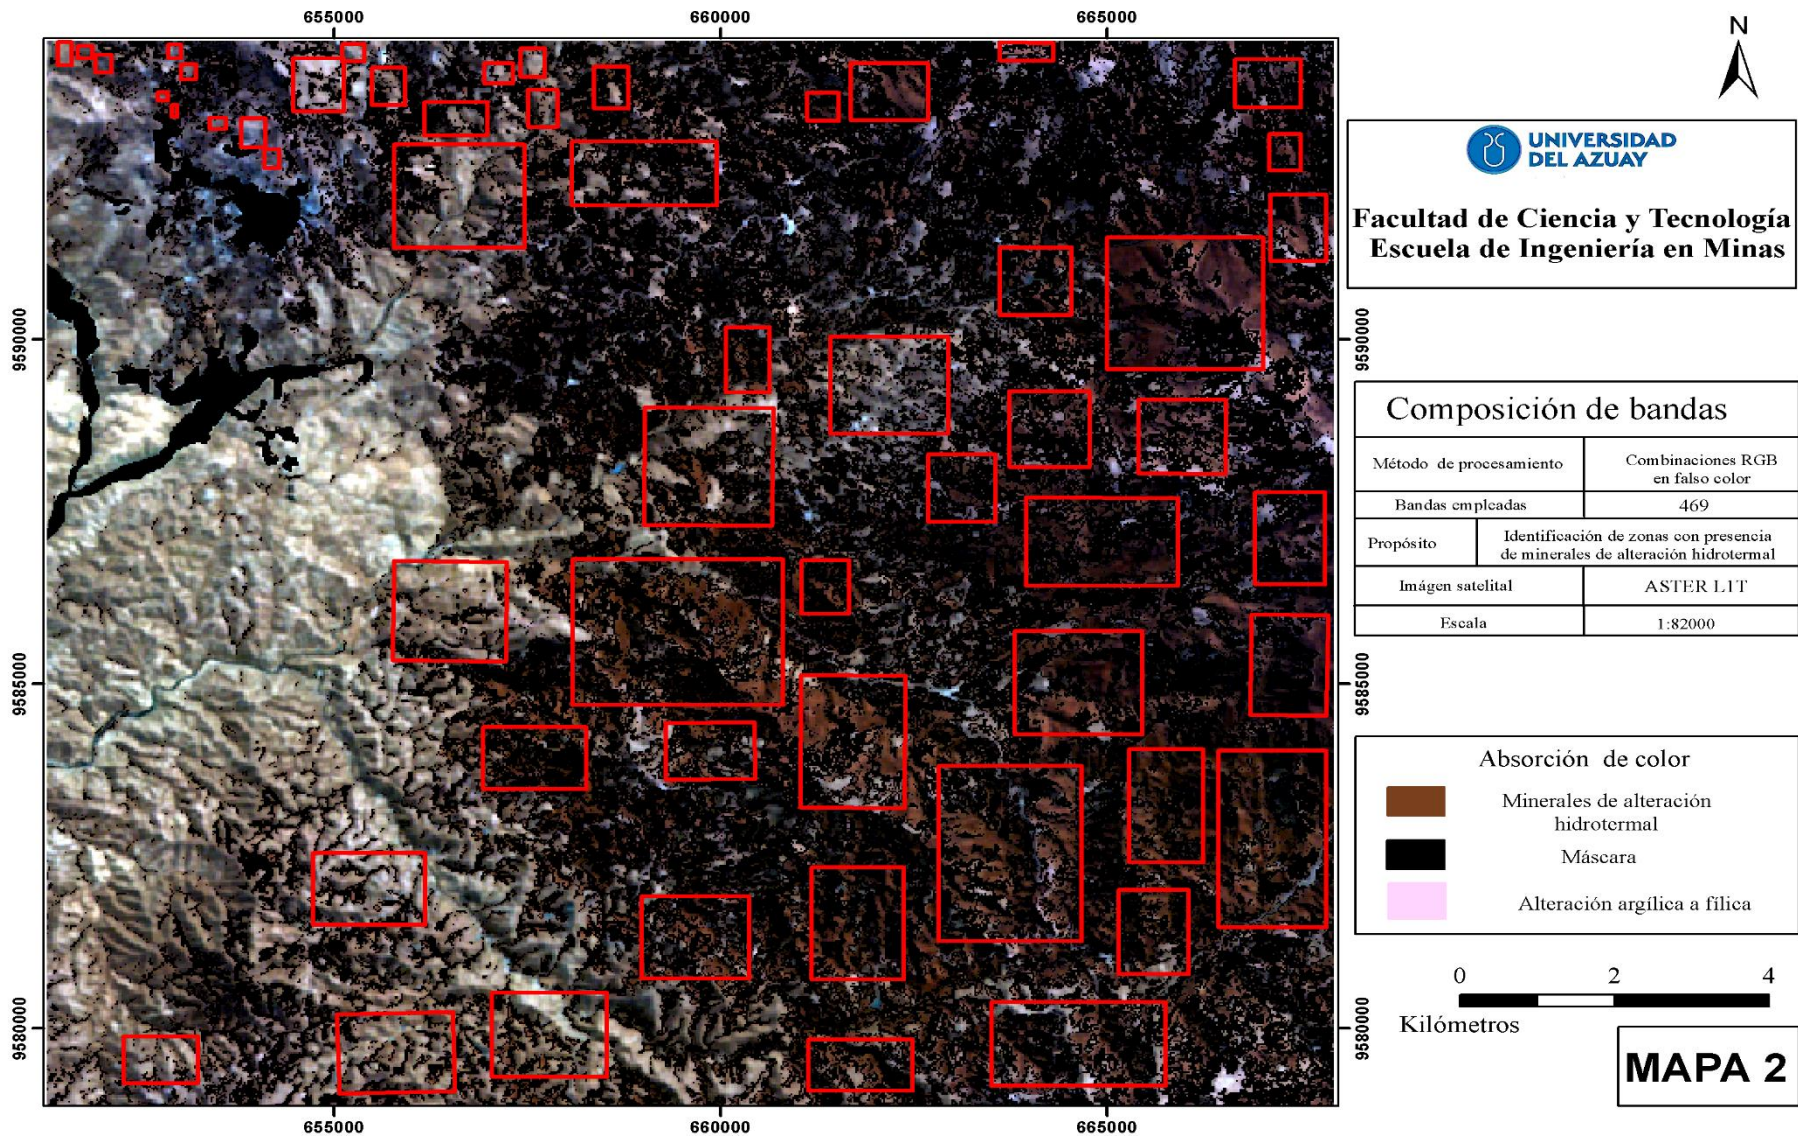 655000
660000
665000
N
UNIVERSIDAD
DEL AZUAY
Facultad de Ciencia y Tecnología
Escuela de Ingeniería en Minas
9590000
9590000
Composición de bandas
Método de procesamiento
Combinaciones RGB
en falso color
Bandas empleadas
469
Propósito
Identificación de zonas con presencia
de minerales de alteración hidrotermal
Imágen satelital
ASTER L1T
Escala
1:82000
9585000
9585000
Absorción de color
Minerales de alteración
hidrotermal
Máscara
Alteración argílica a fílica
0 2 4
Kilómetros
9580000
9580000
MAPA 2
655000
660000
665000